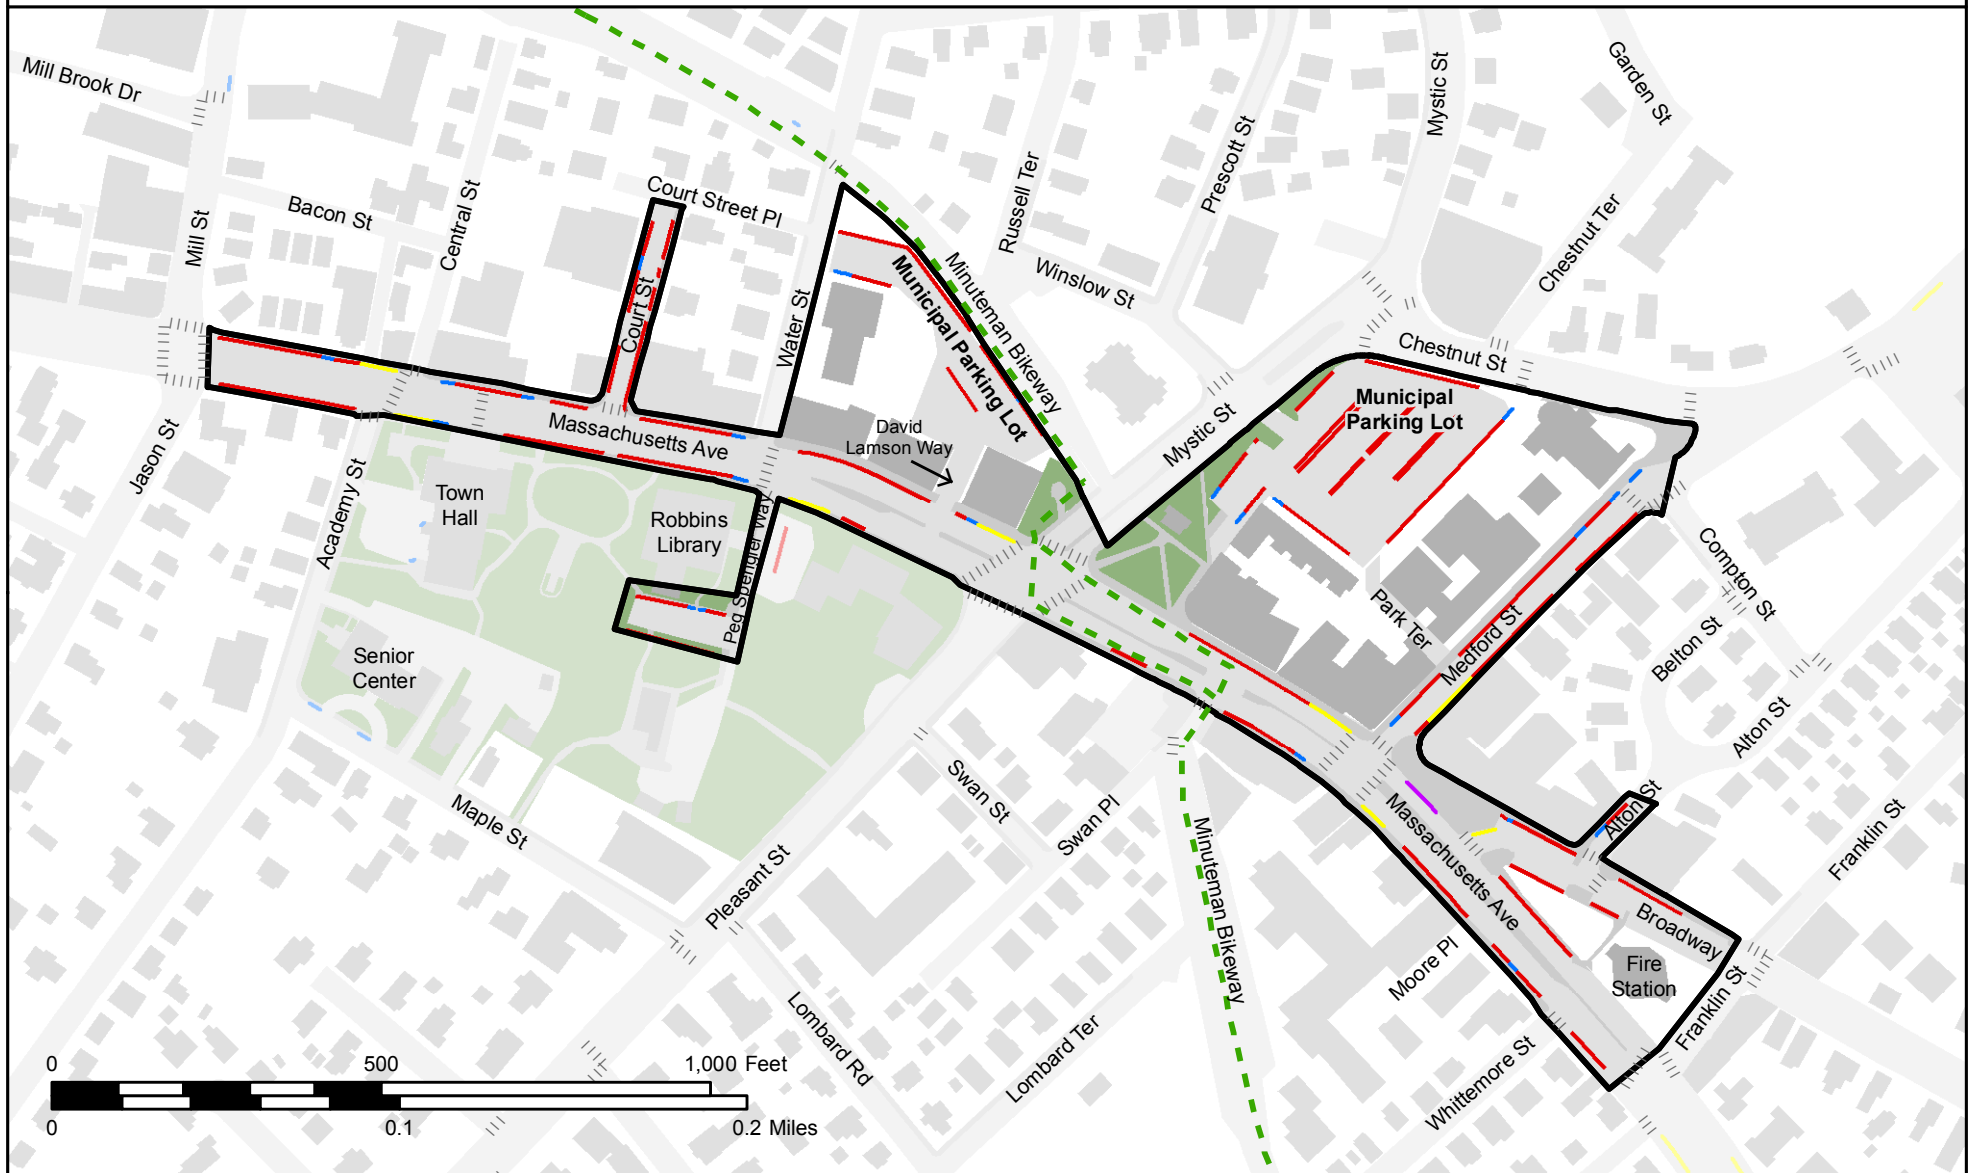 Mill Brook Dr
Mill St
Bacon St
Central St
Court Street Pl
Court St
Water St
Municipal Parking Lot
Minuteman Bikeway
Russell Ter
Winslow St
Prescott St
Mystic St
Garden St
Chestnut Ter
Chestnut St
Mystic St
Municipal
Parking Lot
David
Lamson Way
Massachusetts Ave
Jason St
Academy St
Town
Hall
Robbins
Library
Peg Spengler Way
Senior
Center
Maple St
Pleasant St
Swan St
Swan Pl
Park Ter
Medford St
Compton St
Belton St
Alton St
Alton St
Franklin St
Massachusetts Ave
Broadway
Fire
Station
Franklin St
Moore Pl
Whittemore St
Minuteman Bikeway
Lombard Rd
Lombard Ter
0 500 1,000 Feet
0 0.1 0.2 Miles